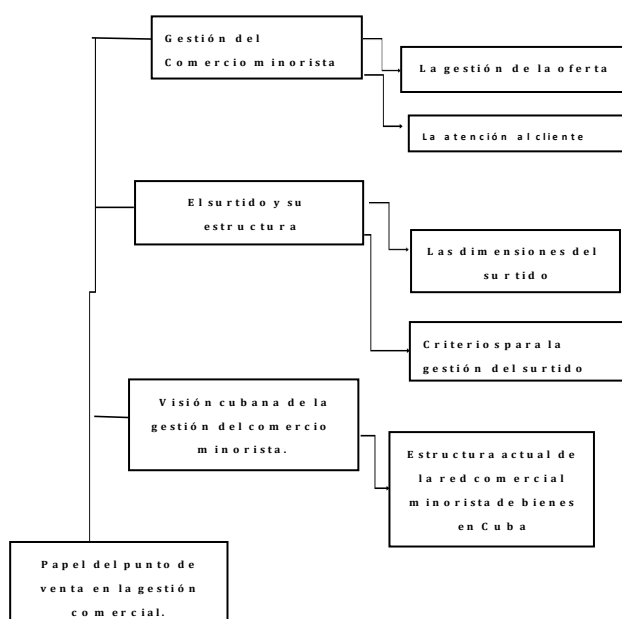 Gestión del
Comercio minorista
La gestión de la oferta
La atención al cliente
El surtido y su
estructura
Las dimensiones del
surtido
Criterios para la
gestión del surtido
Visión cubana de la
gestión del comercio
minorista.
Estructura actual de
la red comercial
minorista de bienes
en Cuba
Papel del punto de
venta en la gestión
comercial.